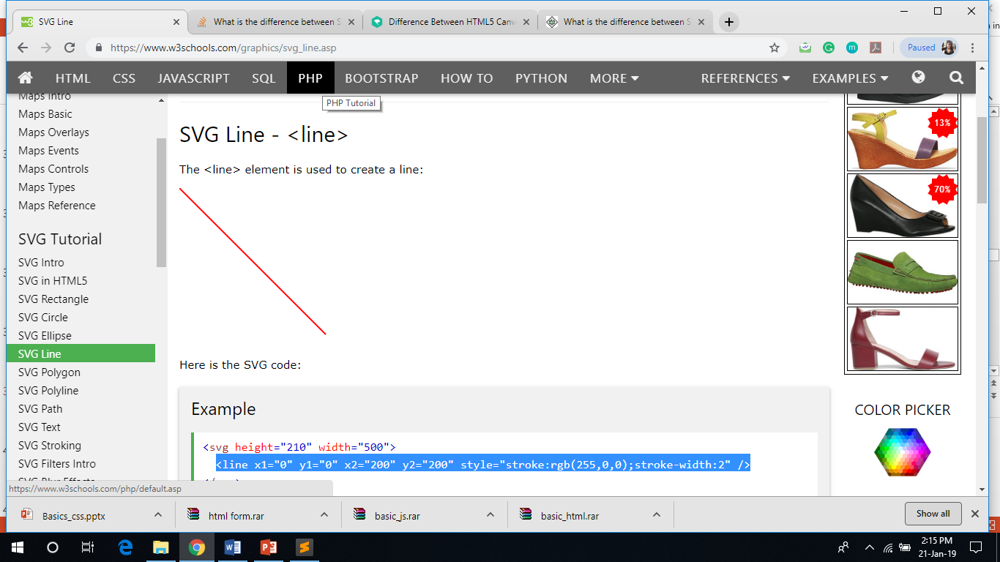 SVG Line
What is the difference between S
Difference Between HTML5 Canv
What is the difference between S
https://www.w3schools.com/graphics/svg_line.asp
Paused
HTML CSS JAVASCRIPT SQL PHP BOOTSTRAP HOW TO PYTHON MORE REFERENCES EXAMPLES
PHP Tutorial
Maps Intro
Maps Basic
Maps Overlays
Maps Events
Maps Controls
Maps Types
Maps Reference
SVG Tutorial
SVG Intro
SVG in HTML5
SVG Rectangle
SVG Circle
SVG Ellipse
SVG Line
SVG Polygon
SVG Polyline
SVG Path
SVG Text
SVG Stroking
SVG Filters Intro
SVG Line - <line>
The <line> element is used to create a line:
Here is the SVG code:
Example
<svg height="210" width="500">
<line x1="0" y1="0" x2="200" y2="200" style="stroke:rgb(255,0,0);stroke-width:2" />
13%
70%
COLOR PICKER
https://www.w3schools.com/php/default.asp
Basics_css.pptx
html form.rar
basic_js.rar
basic_html.rar
Show all
2:15 PM
21-Jan-19